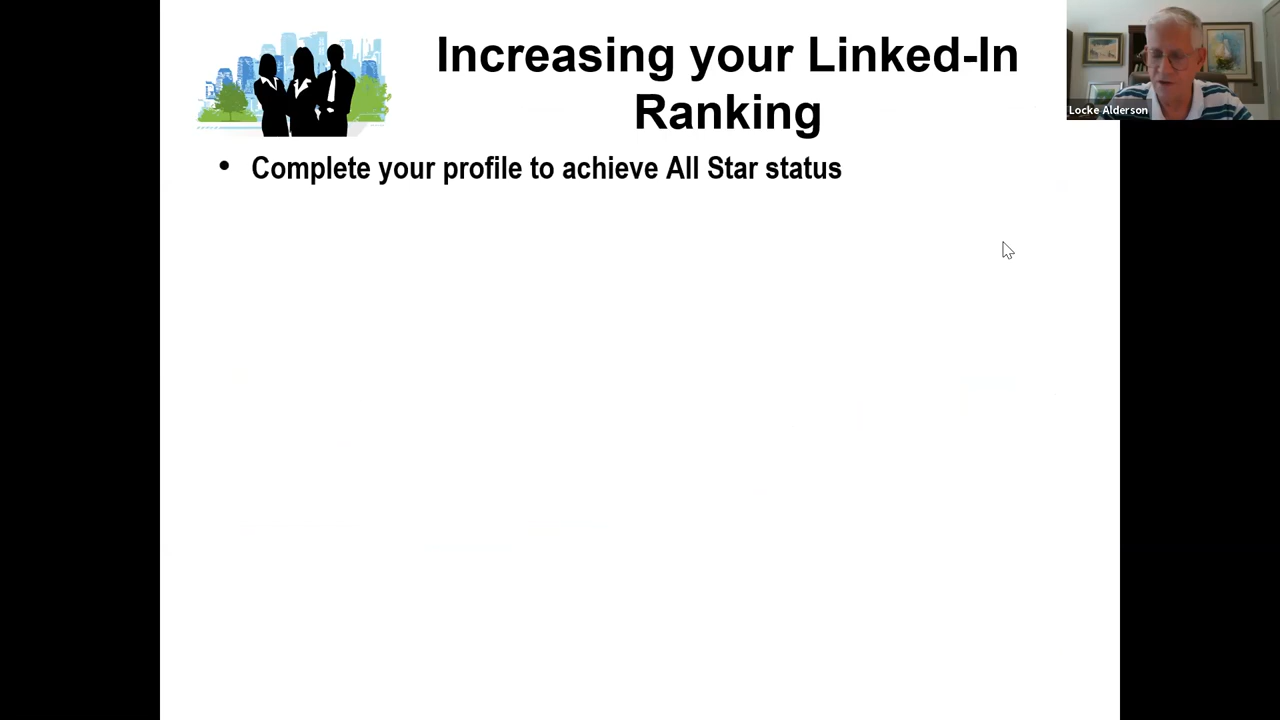 Increasing your Linked-In
Ranking
Locke Alderson
• Complete your profile to achieve All Star status